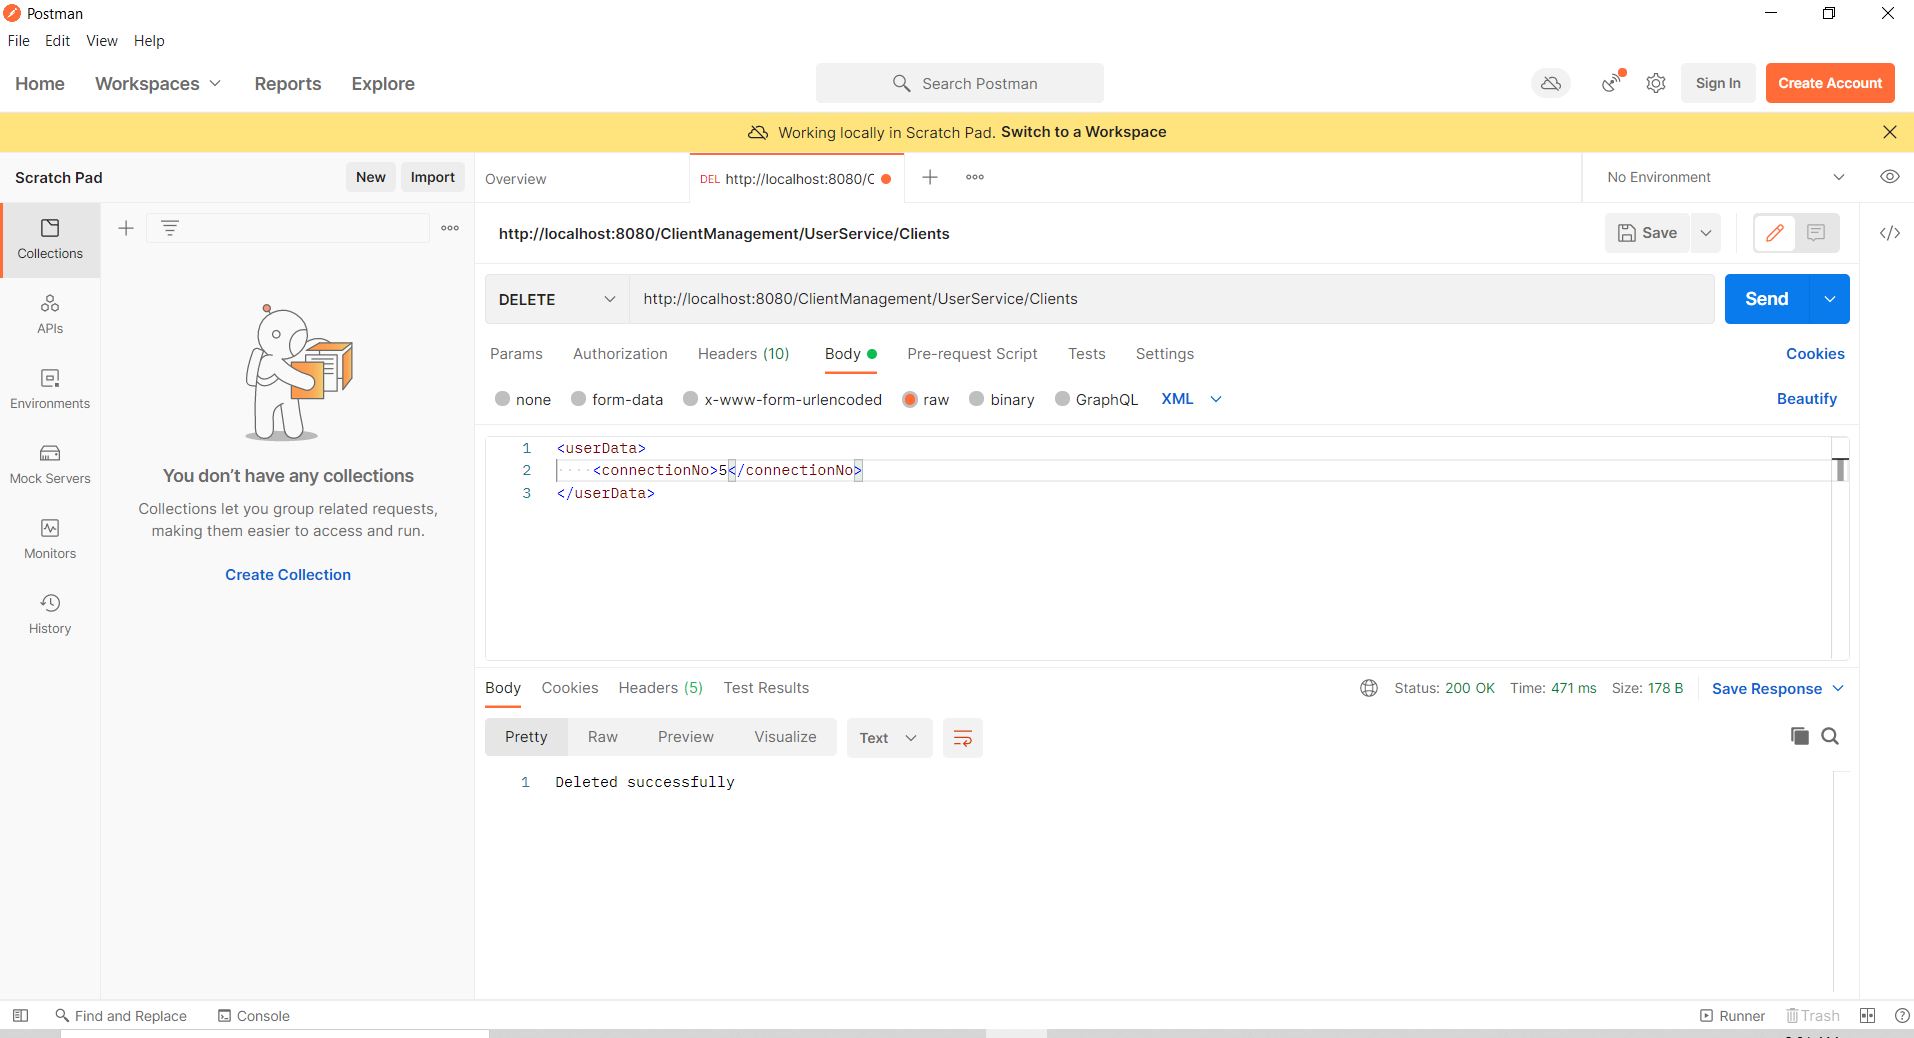 Postman
File Edit View Help
Home Workspaces Reports Explore Search Postman Sign In Create Account
Working locally in Scratch Pad. Switch to a Workspace
Scratch Pad New Import Overview DEL http://localhost:8080/C No Environment
Collections
APIs
Environments
Mock Servers
Monitors
History
You don’t have any collections
Collections let you group related requests,
making them easier to access and run.
Create Collection
http://localhost:8080/ClientManagement/UserService/Clients Save
DELETE http://localhost:8080/ClientManagement/UserService/Clients Send
Params Authorization Headers (10) Body Pre-request Script Tests Settings Cookies
none form-data x-www-form-urlencoded raw binary GraphQL XML Beautify
1 <userData>
2 <connectionNo>5</connectionNo>
3 </userData>
Body Cookies Headers (5) Test Results Status: 200 OK Time: 471 ms Size: 178 B Save Response
Pretty Raw Preview Visualize Text
1 Deleted successfully
Find and Replace Console Runner Trash